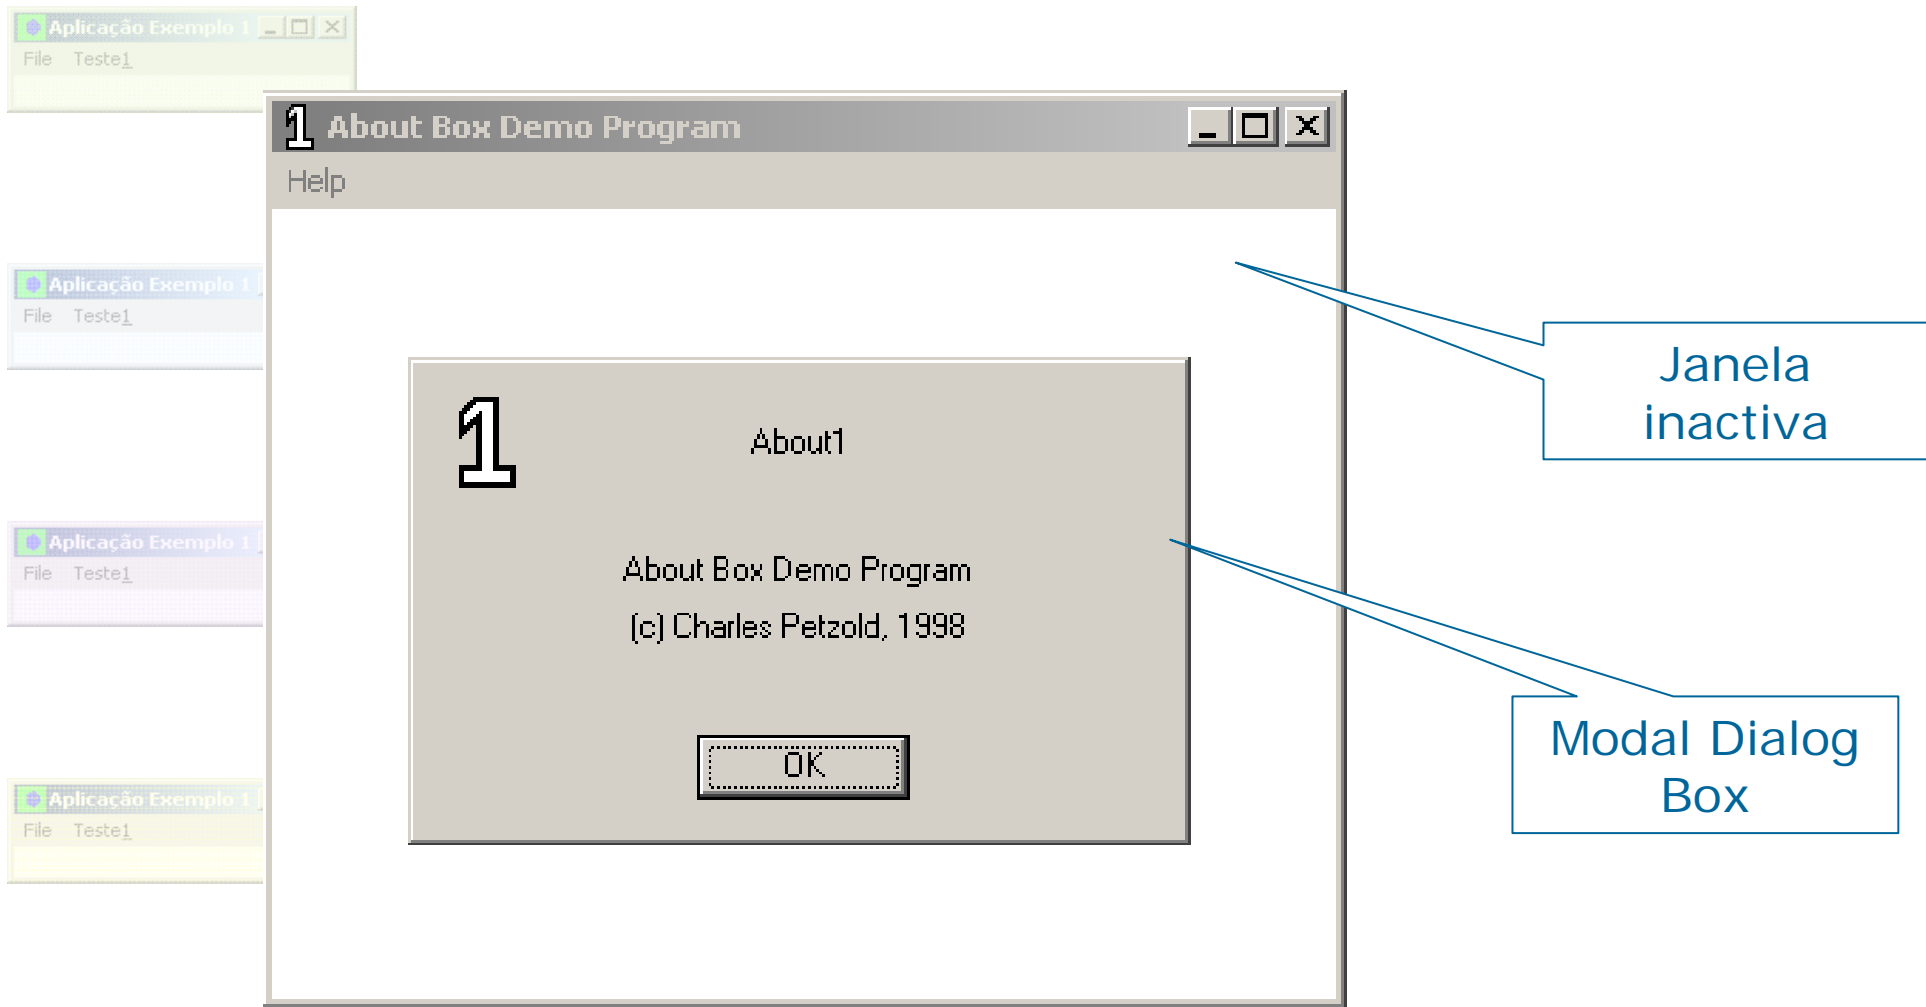 Aplicação Exemplo 1
File Teste1
1 About Box Demo Program
Help
Aplicação Exemplo 1
File Teste1
Janela
inactiva
1
About1
Aplicação Exemplo 1
File Teste1
About Box Demo Program
(c) Charles Petzold, 1998
Modal Dialog
Box
OK
Aplicação Exemplo 1
File Teste1